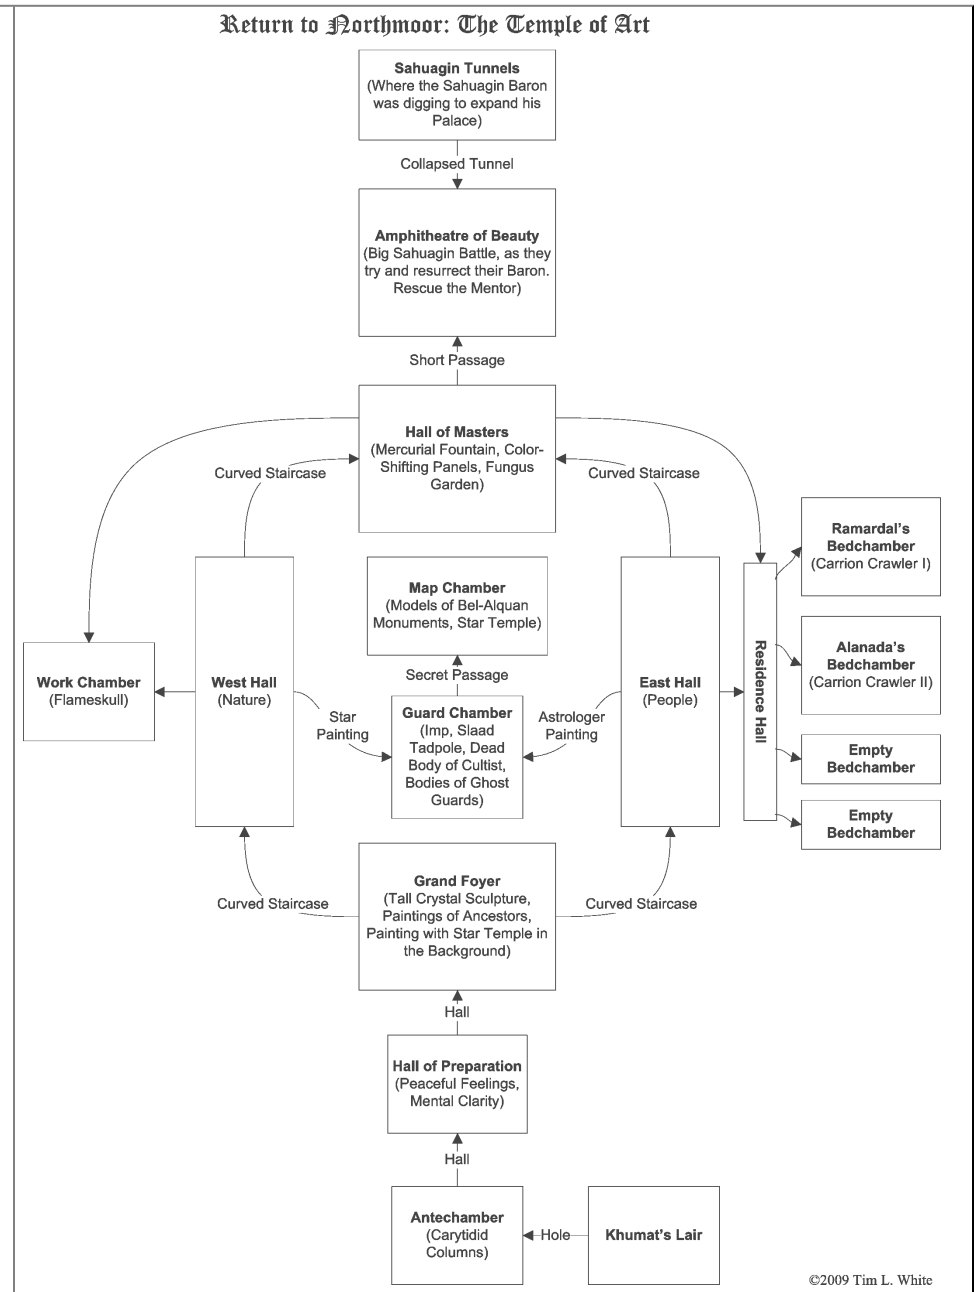 Return to Northmoor: The Temple of Art
Sahuagin Tunnels
(Where the Sahuagin Baron
was digging to expand his
Palace)
Collapsed Tunnel
Amphitheatre of Beauty
(Big Sahuagin Battle, as they
try and resurrect their Baron.
Rescue the Mentor)
Short Passage
Hall of Masters
(Mercurial Fountain, Color-
Shifting Panels, Fungus
Garden)
Curved Staircase
Curved Staircase
Ramardal's
Bedchamber
(Carrion Crawler I)
Map Chamber
(Models of Bel-Alquan
Monuments, Star Temple)
Alanada's
Bedchamber
(Carrion Crawler II)
Residence Hall
Work Chamber
(Flameskull)
West Hall
(Nature)
Secret Passage
East Hall
(People)
Star
Painting
Guard Chamber
(Imp, Slaad
Tadpole, Dead
Body of Cultist,
Bodies of Ghost
Guards)
Astrologer
Painting
Empty
Bedchamber
Empty
Bedchamber
Grand Foyer
(Tall Crystal Sculpture,
Paintings of Ancestors,
Painting with Star Temple in
the Background)
Curved Staircase
Curved Staircase
Hall
Hall of Preparation
(Peaceful Feelings,
Mental Clarity)
Hall
Antechamber
(Carytidid
Columns)
Hole
Khumat's Lair
©2009 Tim L. White